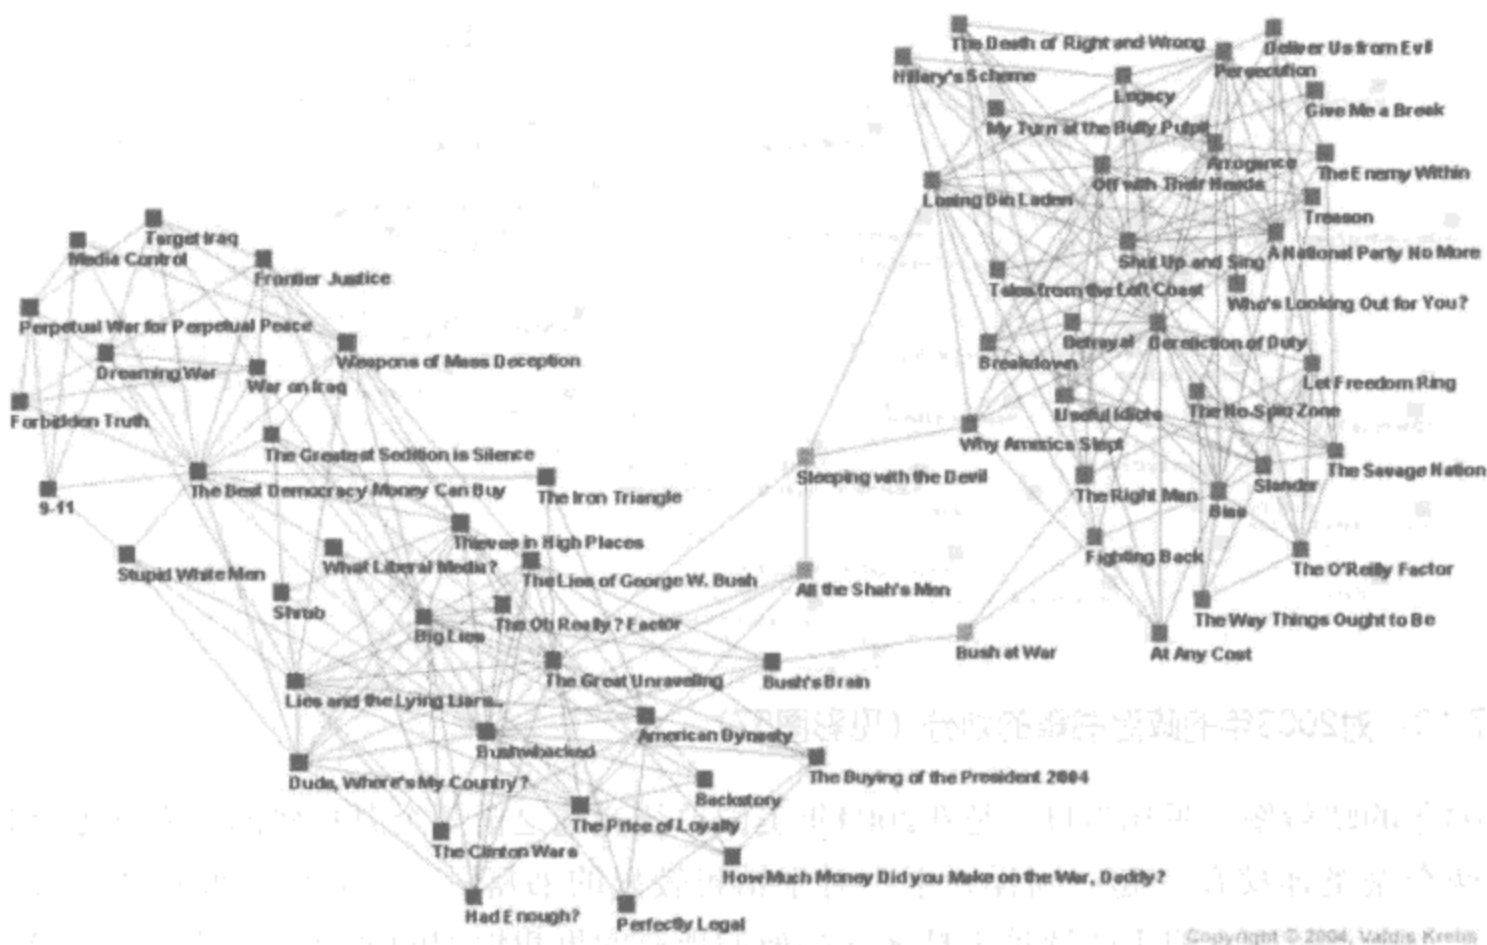 The Death of Right and Wrong
Deliver Us from Evil
Hillary's Scheme
Persecution
Legacy
Give Me a Break
My Turn at the Bully Pulpit
Arrogance
Off with Their Heads
The Enemy Within
Losing Bin Laden
Treason
Target Iraq
Media Control
Shut Up and Sing
A National Party No More
Frontier Justice
Tales from the Left Coast
Who's Looking Out for You?
Perpetual War for Perpetual Peace
Weapons of Mass Deception
Betrayal
Dereliction of Duty
Breakdown
Dreaming War
War on Iraq
Let Freedom Ring
Forbidden Truth
Useful Idiots
The No-Spin Zone
Why America Slept
The Greatest Sedition is Silence
Sleeping with the Devil
The Savage Nation
The Best Democracy Money Can Buy
The Iron Triangle
The Right Man
Slander
9-11
Bias
Thieves in High Places
Fighting Back
Stupid White Men
What Liberal Media?
The Lies of George W. Bush
All the Shah's Men
The O'Reilly Factor
Shrub
Big Lies
The Oh Really? Factor
The Way Things Ought to Be
Bush at War
At Any Cost
The Great Unraveling
Bush's Brain
Lies and the Lying Liars...
American Dynasty
Bushwhacked
Dude, Where's My Country?
The Buying of the President 2004
Backstory
The Price of Loyalty
The Clinton Wars
How Much Money Did you Make on the War, Daddy?
Had Enough?
Perfectly Legal
Copyright © 2004, Valdis Krebs